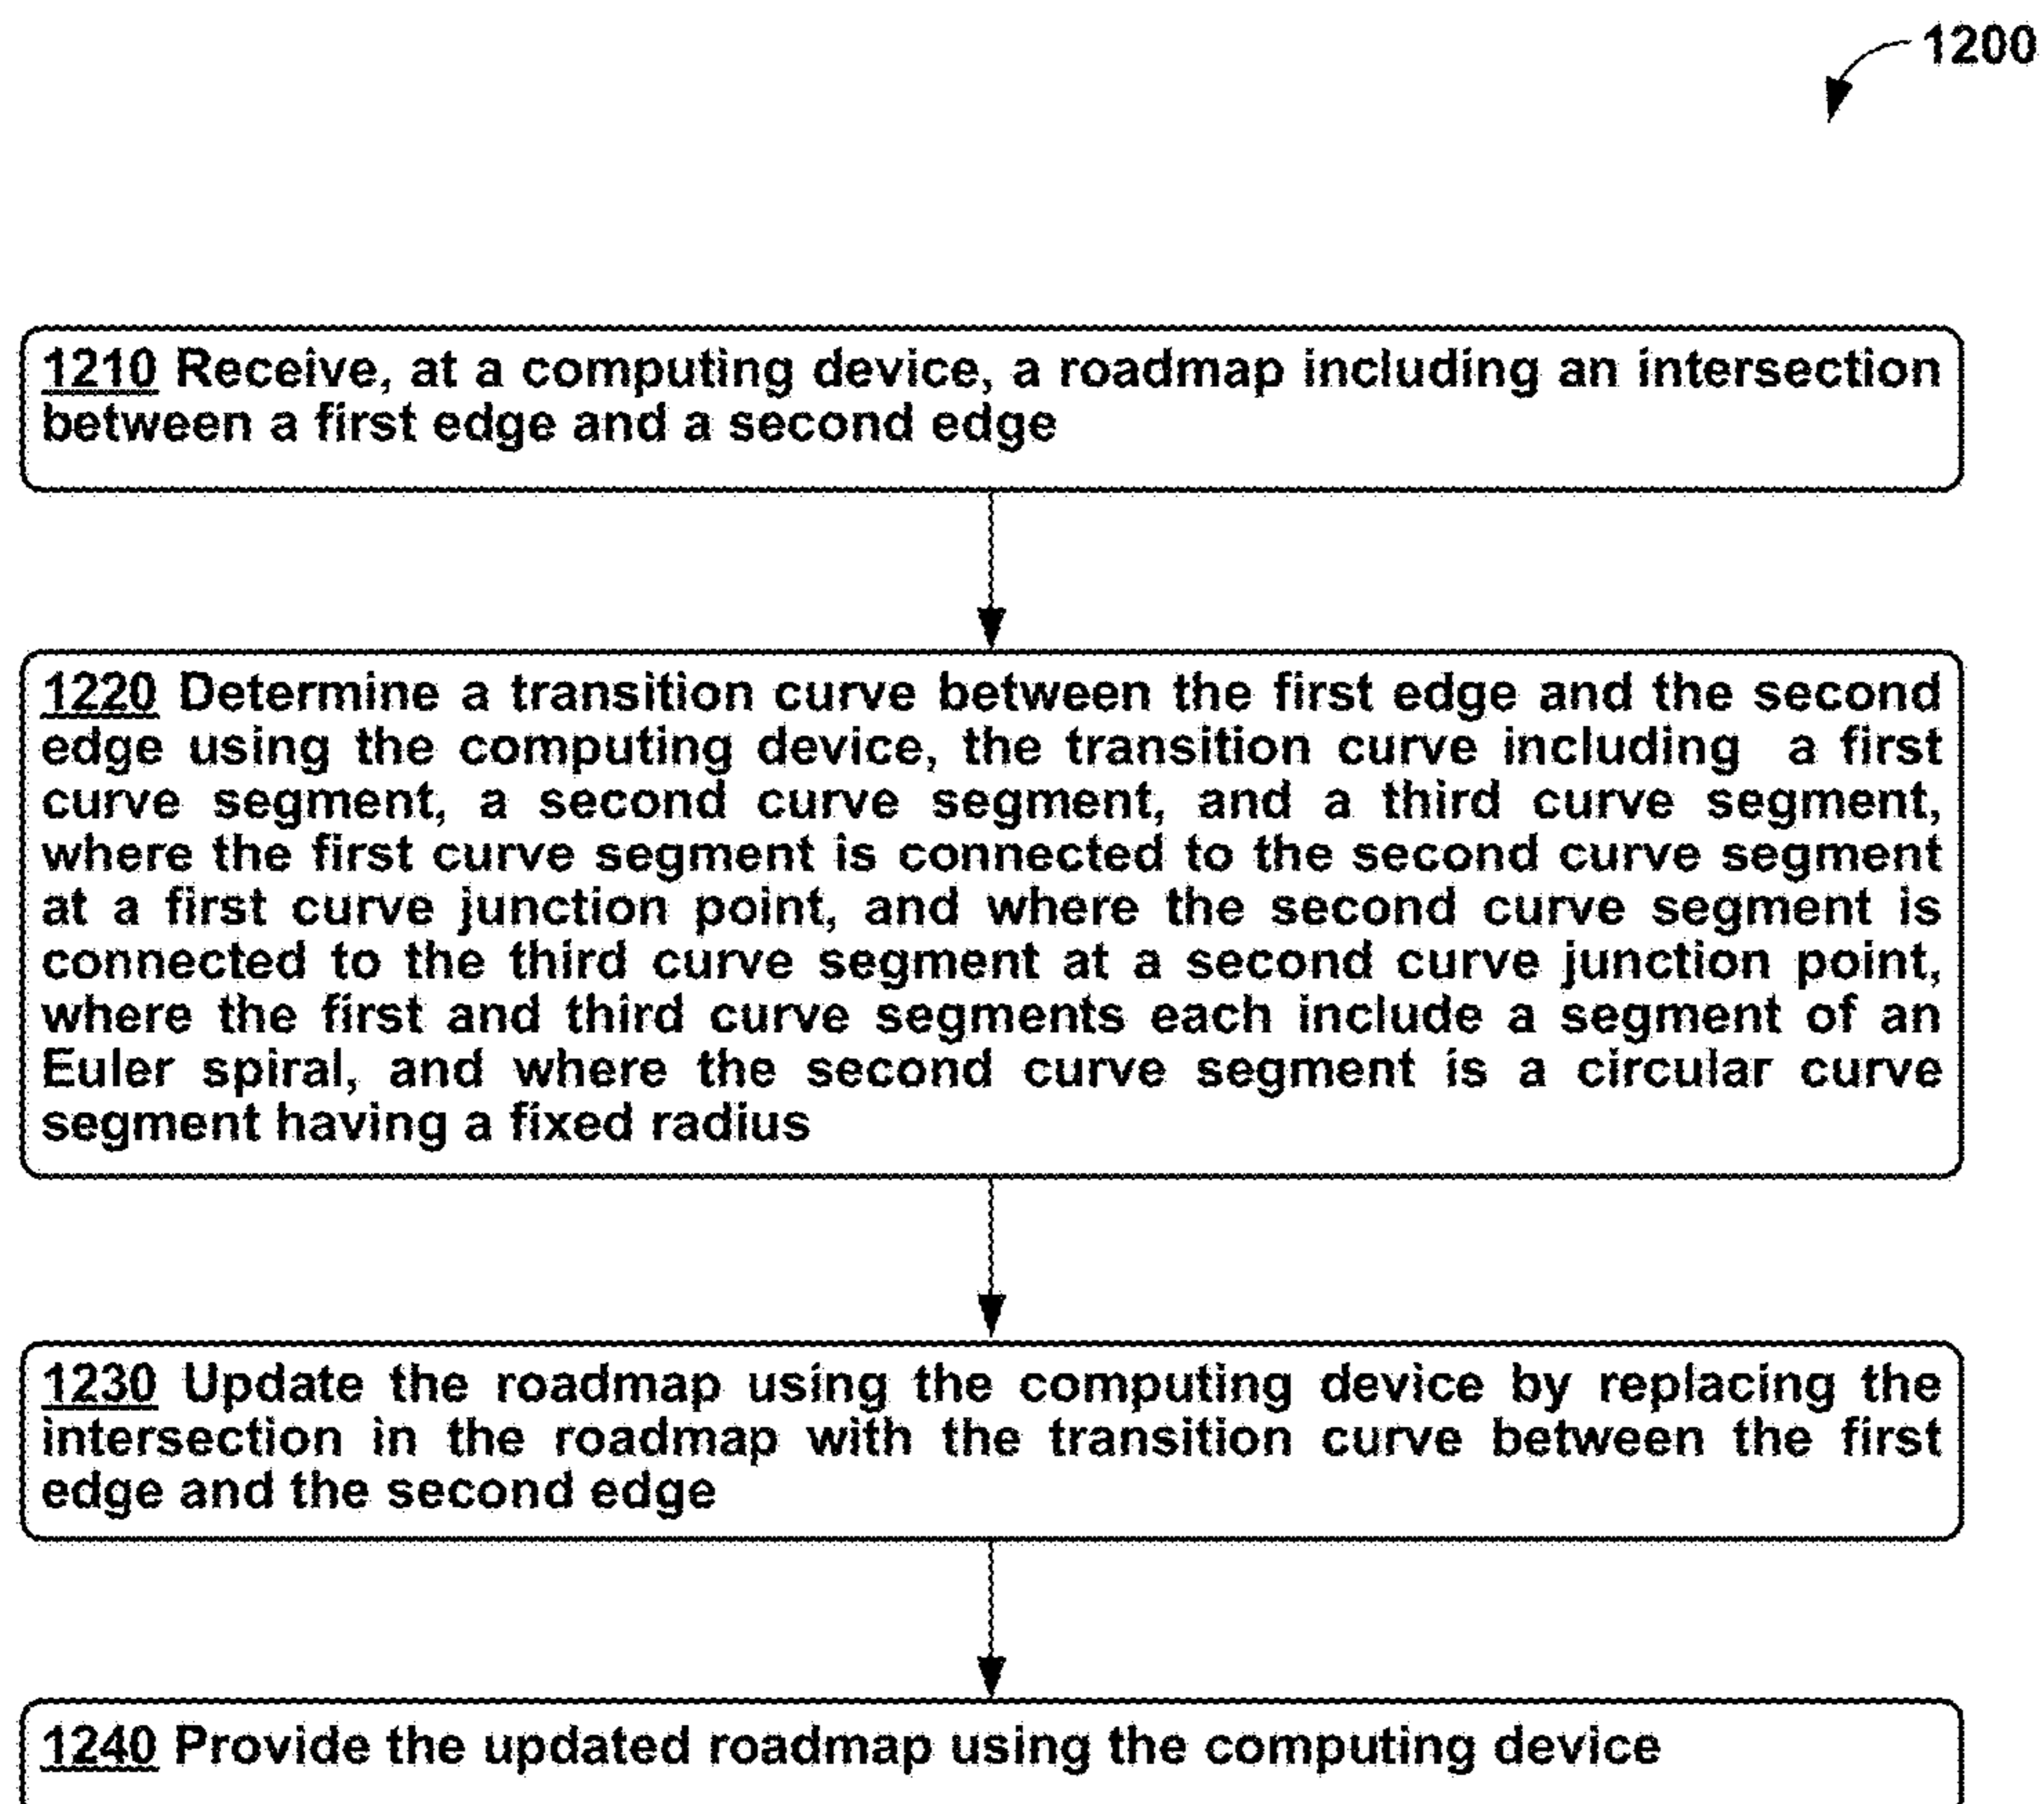 1200
1210 Receive, at a computing device, a roadmap including an intersection
between a first edge and a second edge
1220 Determine a transition curve between the first edge and the second
edge using the computing device, the transition curve including a first
curve segment, a second curve segment, and a third curve segment,
where the first curve segment is connected to the second curve segment
at a first curve junction point, and where the second curve segment is
connected to the third curve segment at a second curve junction point,
where the first and third curve segments each include a segment of an
Euler spiral, and where the second curve segment is a circular curve
segment having a fixed radius
1230 Update the roadmap using the computing device by replacing the
intersection in the roadmap with the transition curve between the first
edge and the second edge
1240 Provide the updated roadmap using the computing device